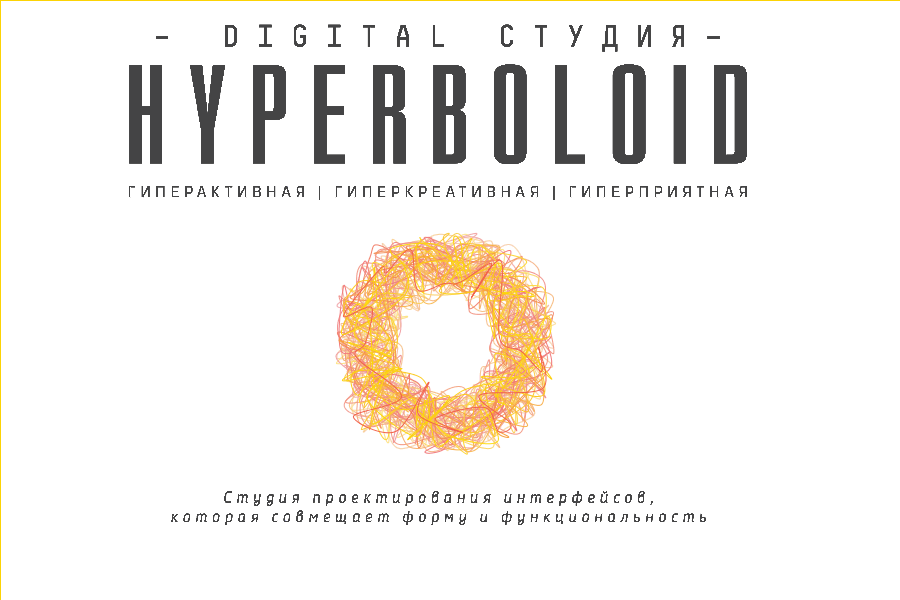 – DIGITAL СТУДИЯ –
HYPERBOLOID
ГИПЕРАКТИВНАЯ | ГИПЕРКРЕАТИВНАЯ | ГИПЕРПРИЯТНАЯ
Студия проектирования интерфейсов,
которая совмещает форму и функциональность